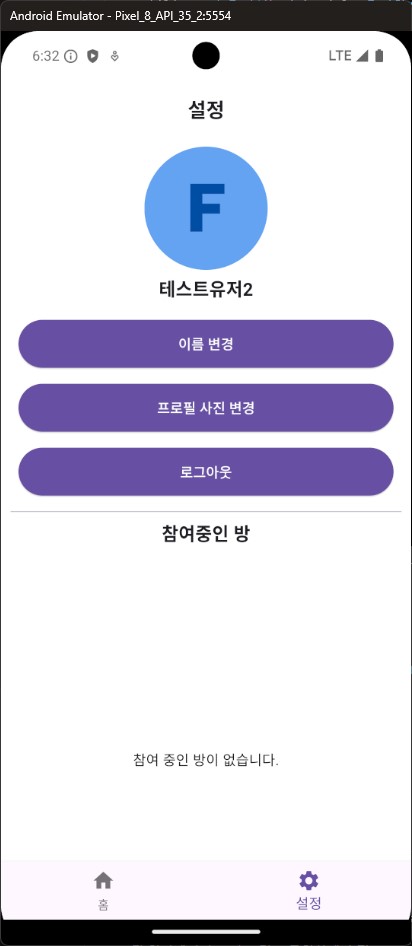 Android Emulator - Pixel_8_API_35_2:5554
6:32
LTE
설정
F
테스트유저2
이름 변경
프로필 사진 변경
로그아웃
참여중인 방
참여 중인 방이 없습니다.
홈
설정